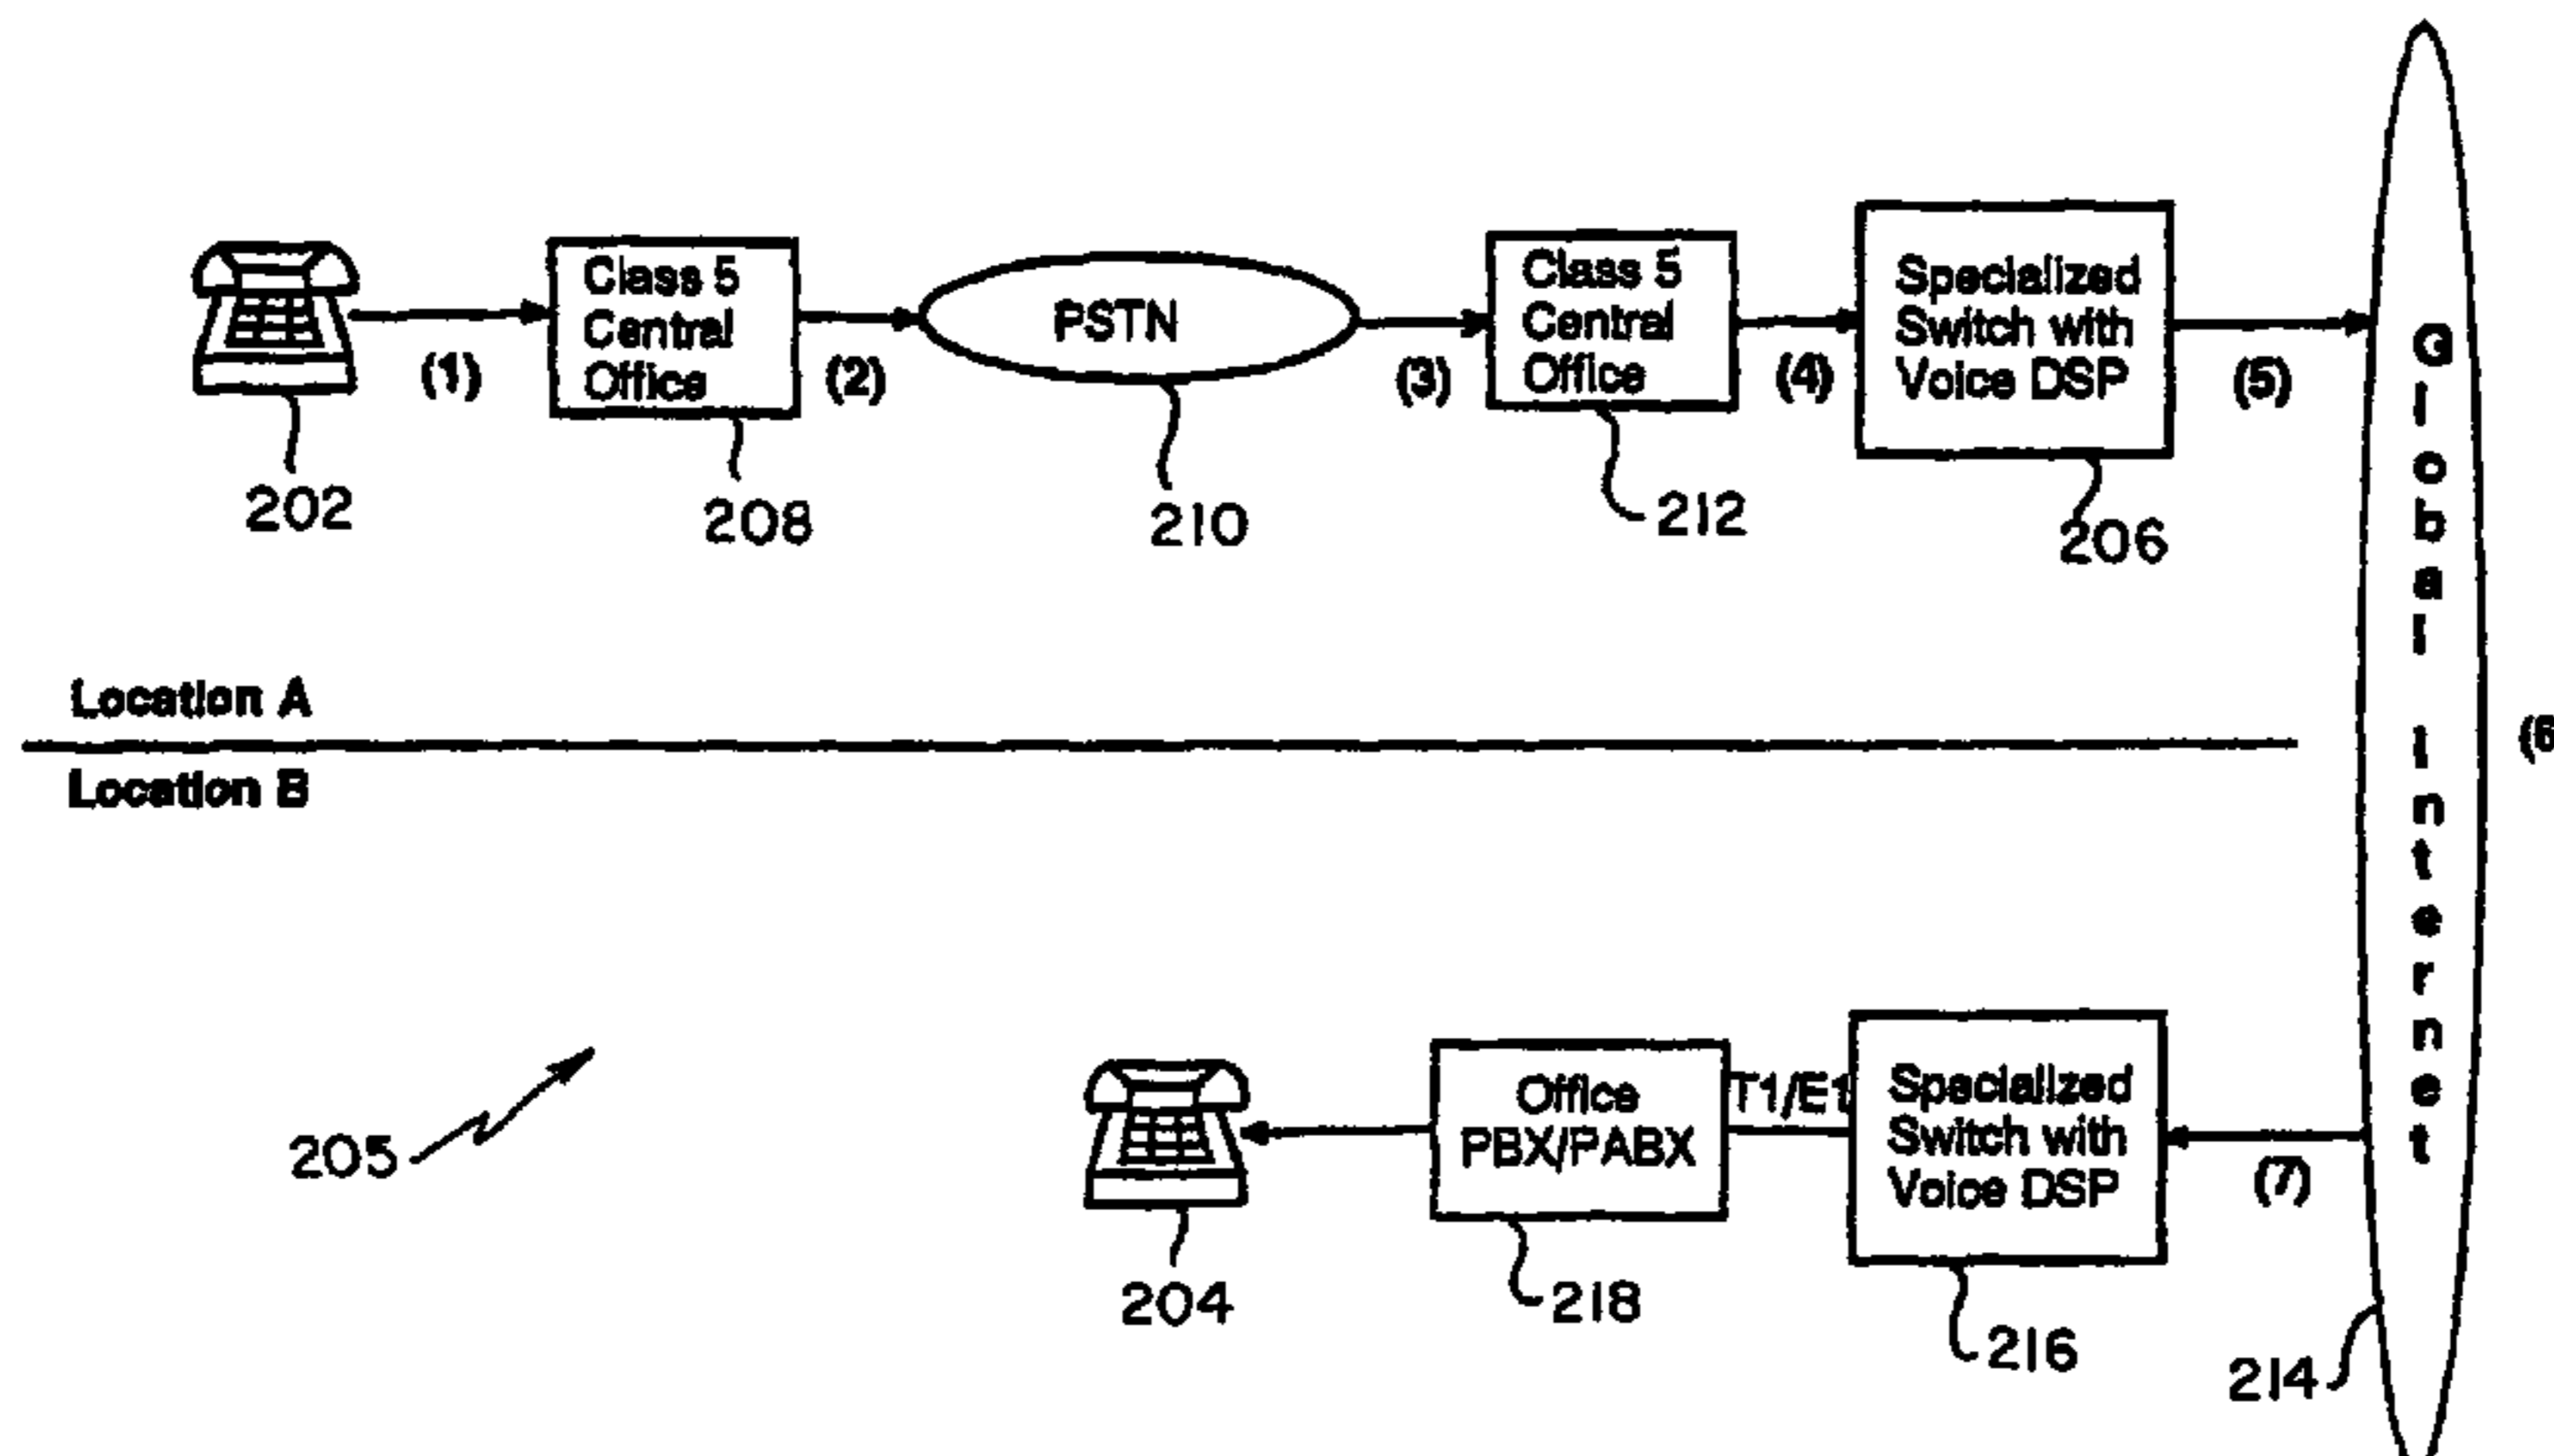 Class 5
Central
Office
PSTN
Class 5
Central
Office
Specialized
Switch with
Voice DSP
(1)
(2)
(3)
(4)
(5)
202
208
210
212
206
Global Internet
Location A
Location B
(6
Office
PBX/PABX
T1/E1
Specialized
Switch with
Voice DSP
(7)
205
204
218
216
214